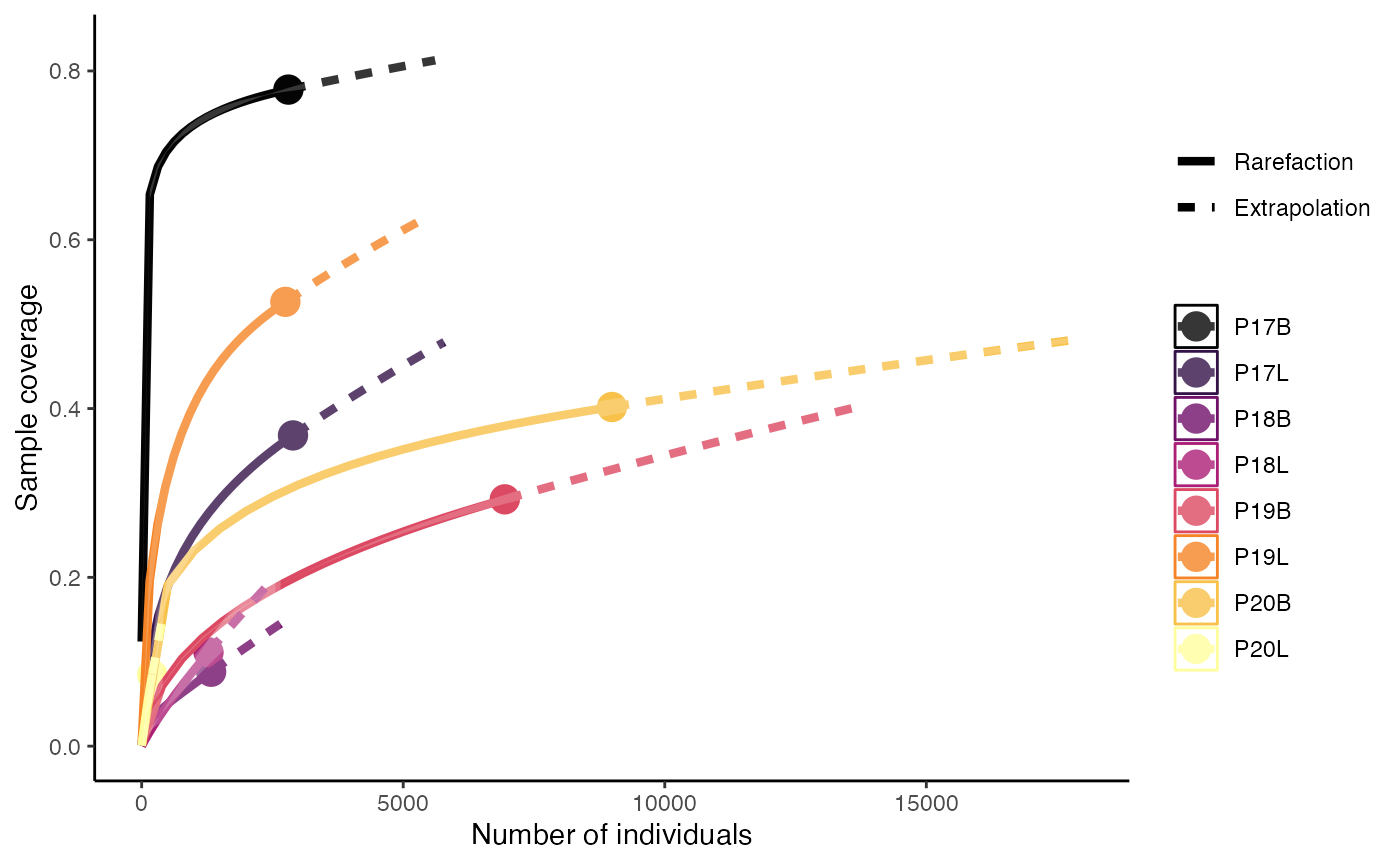 Sample coverage
0.8
0.6
0.4
0.2
0.0
0
5000
10000
15000
Number of individuals
Rarefaction
Extrapolation
P17B
P17L
P18B
P18L
P19B
P19L
P20B
P20L